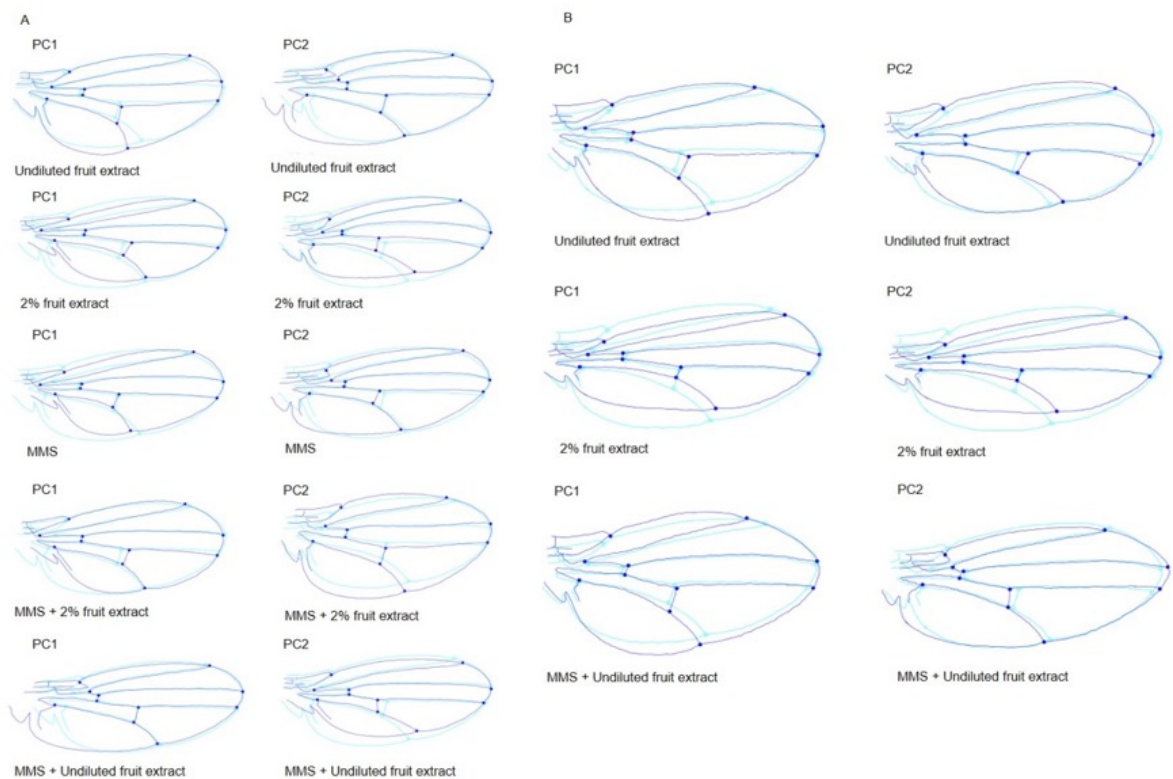 A
PC1
PC2
Undiluted fruit extract
Undiluted fruit extract
PC1
PC2
2% fruit extract
2% fruit extract
PC1
PC2
MMS
MMS
PC1
PC2
MMS + 2% fruit extract
MMS + 2% fruit extract
PC1
PC2
MMS + Undiluted fruit extract
MMS + Undiluted fruit extract
B
PC1
PC2
Undiluted fruit extract
Undiluted fruit extract
PC1
PC2
2% fruit extract
2% fruit extract
PC1
PC2
MMS + Undiluted fruit extract
MMS + Undiluted fruit extract